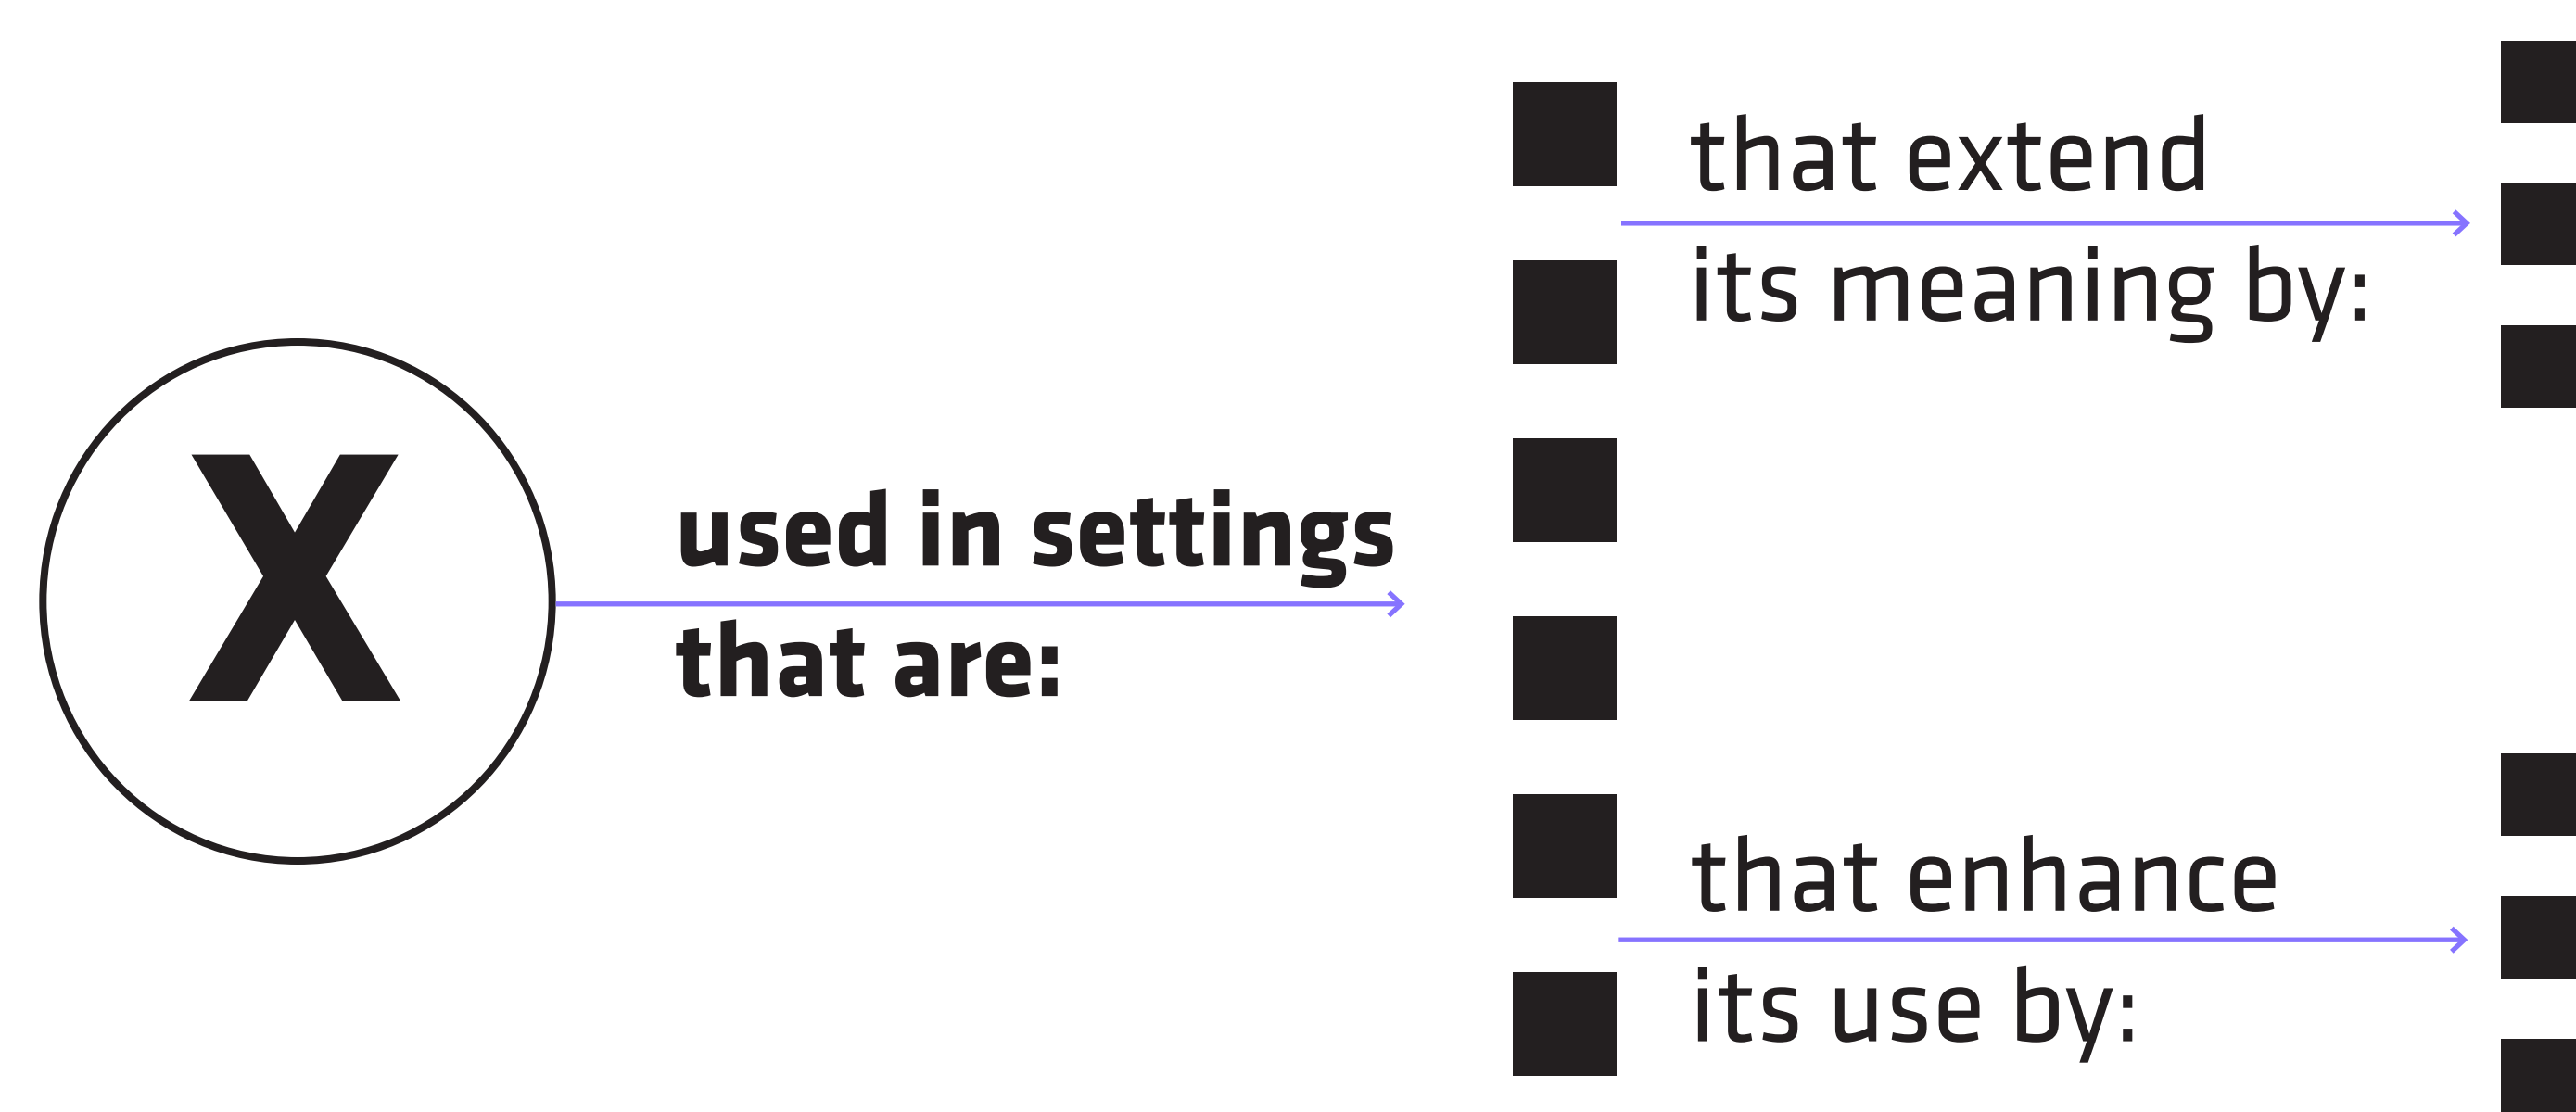 X
used in settings
that are:
that extend
its meaning by:
that enhance
its use by: